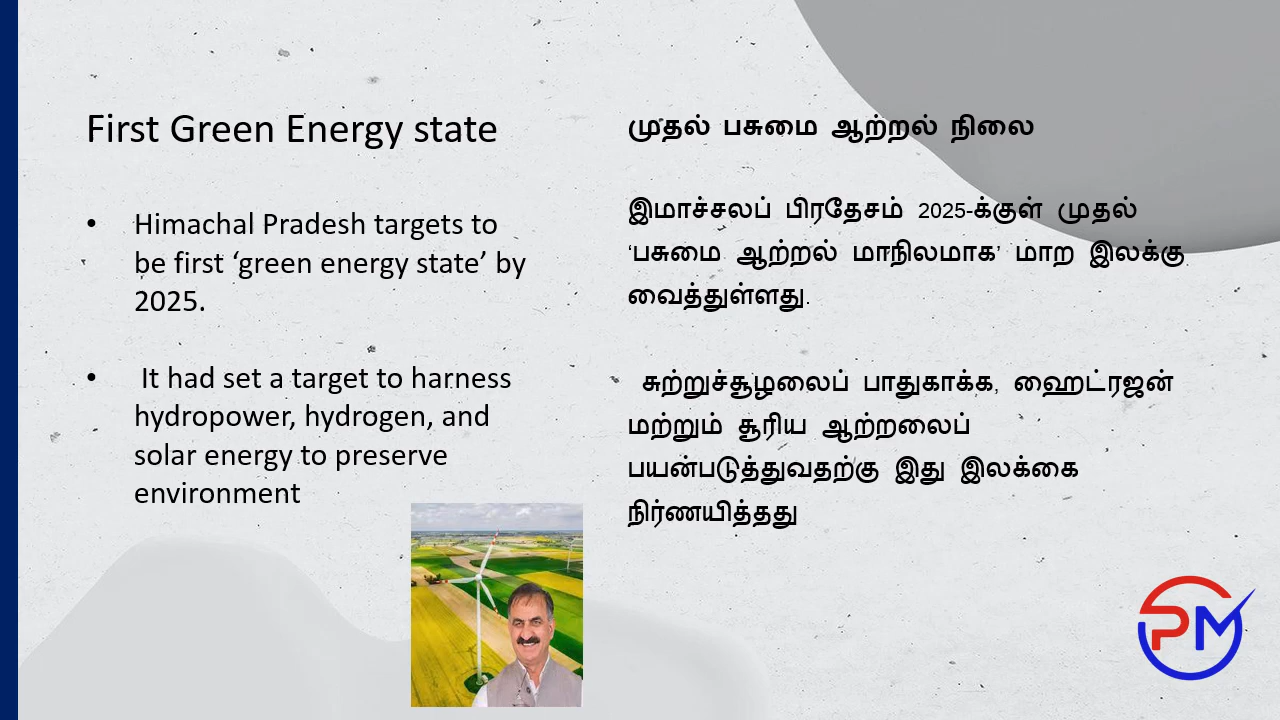 First Green Energy state
• Himachal Pradesh targets to
be first ‘green energy state’ by
2025.
• It had set a target to harness
hydropower, hydrogen, and
solar energy to preserve
environment
முதல் பசுமை ஆற்றல் நிலை
இமாச்சலப் பிரதேசம் 2025-க்குள் முதல்
‘பசுமை ஆற்றல் மாநிலமாக’ மாற இலக்கு
வைத்துள்ளது.
சுற்றுச்சூழலைப் பாதுகாக்க, ஹைட்ரஜன்
மற்றும் சூரிய ஆற்றலைப்
பயன்படுத்துவதற்கு இது இலக்கை
நிர்ணயித்தது
PM